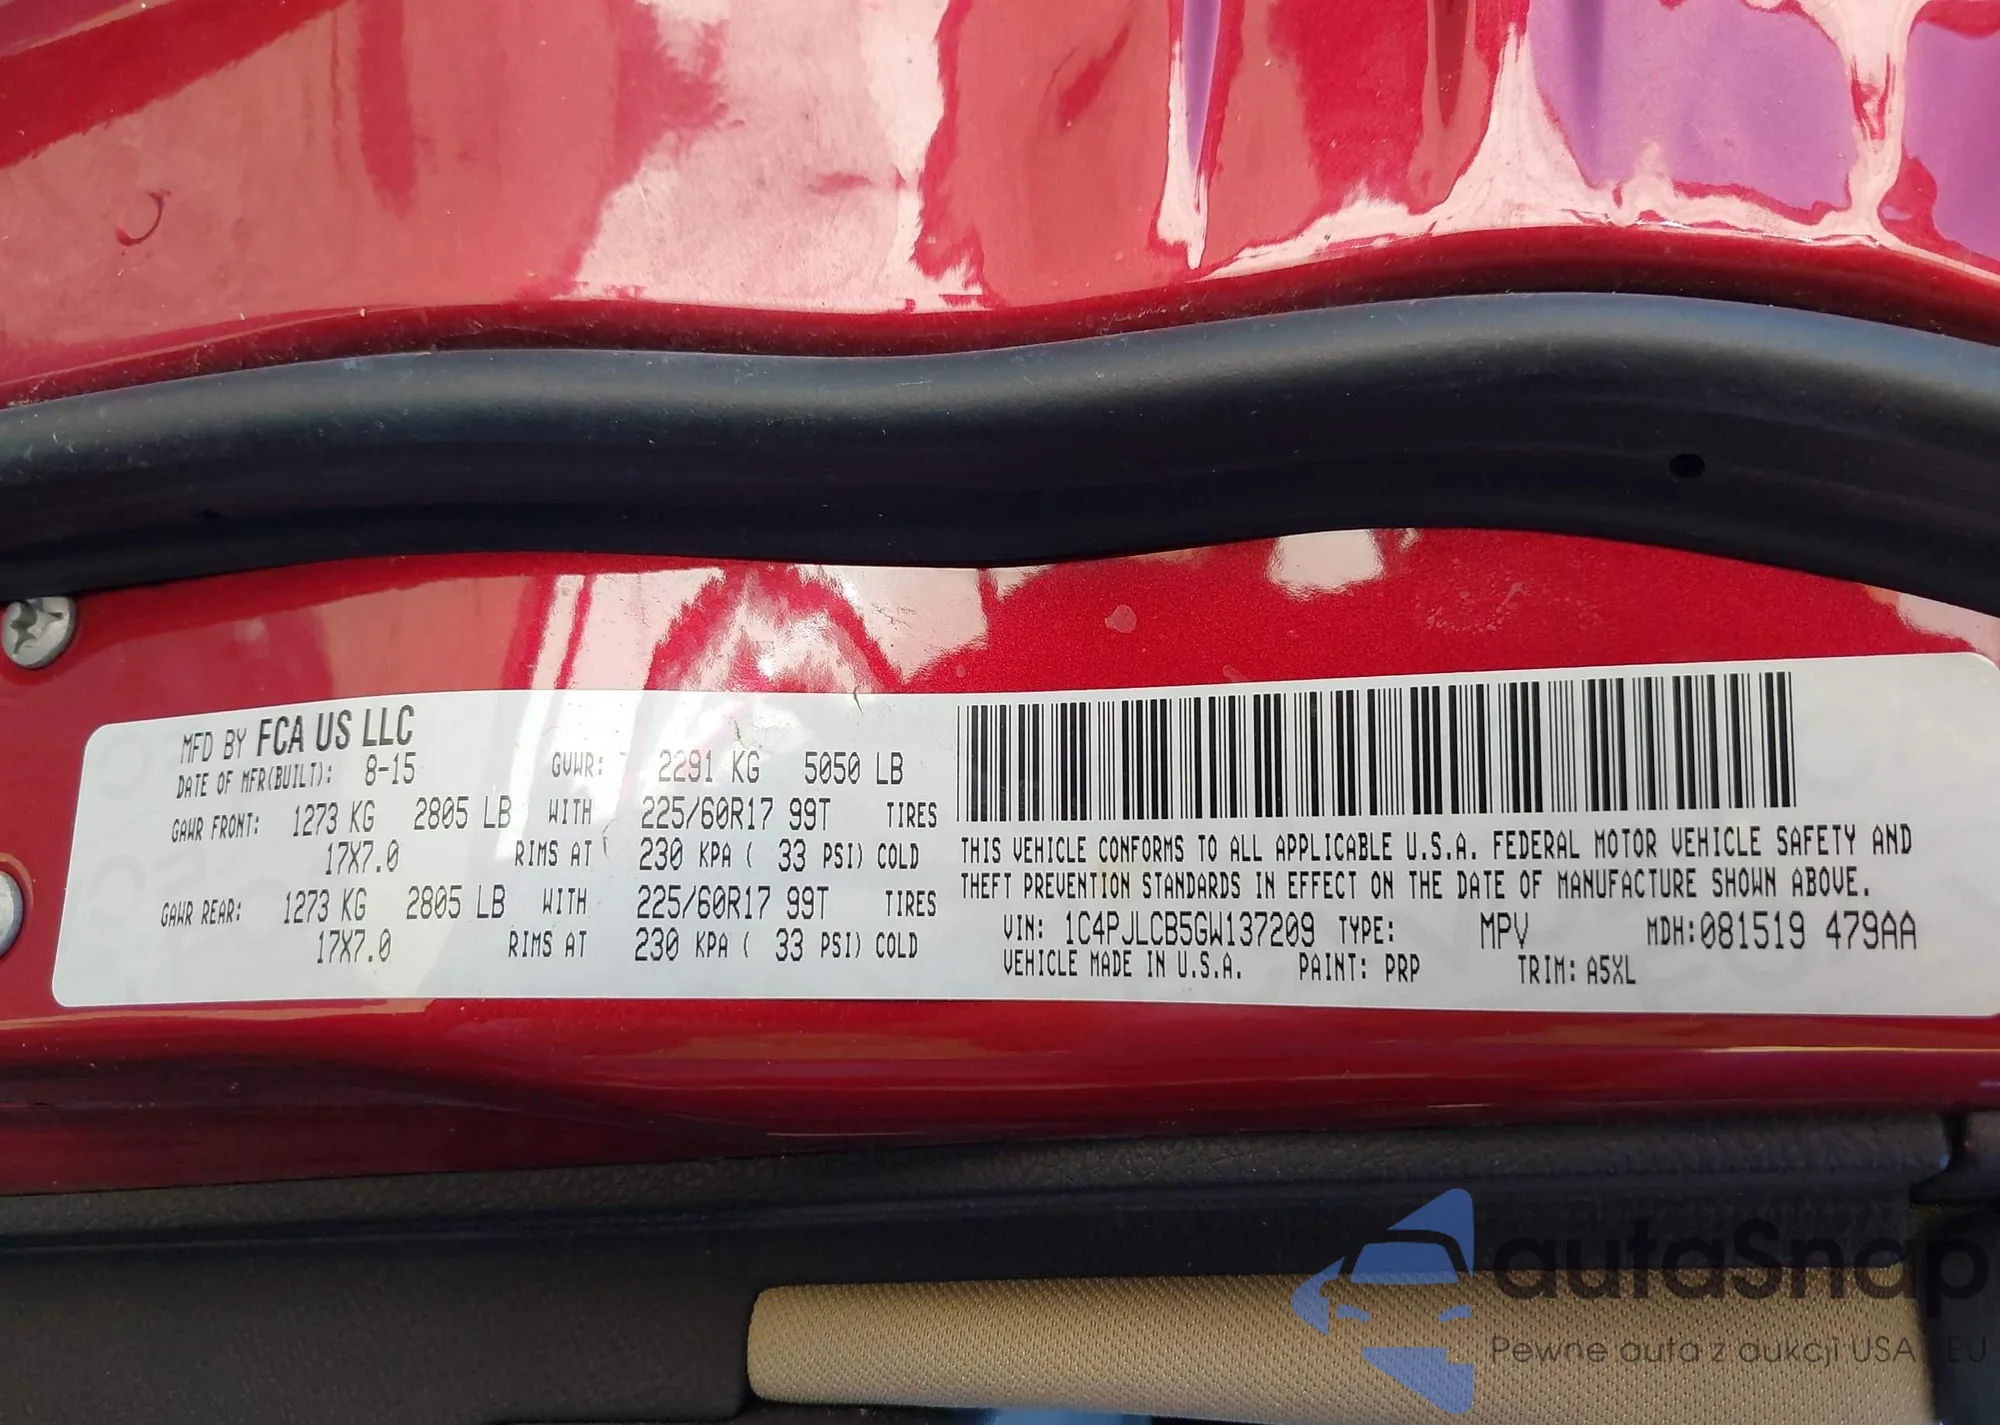 MFD BY FCA US LLC
DATE OF MFR(BUILT): 8-15 GVWR: 2291 KG 5050 LB
GAWR FRONT: 1273 KG 2805 LB WITH 225/60R17 99T TIRES
17X7.0 RIMS AT 230 KPA ( 33 PSI) COLD
GAWR REAR: 1273 KG 2805 LB WITH 225/60R17 99T TIRES
17X7.0 RIMS AT 230 KPA ( 33 PSI) COLD
THIS VEHICLE CONFORMS TO ALL APPLICABLE U.S.A. FEDERAL MOTOR VEHICLE SAFETY AND
THEFT PREVENTION STANDARDS IN EFFECT ON THE DATE OF MANUFACTURE SHOWN ABOVE.
VIN: 1C4PJLCB5GW137209 TYPE: MPV MDH:081519 479AA
VEHICLE MADE IN U.S.A. PAINT: PRP TRIM: A5XL
autaSnap
Pewne auta z aukcji USA i EU